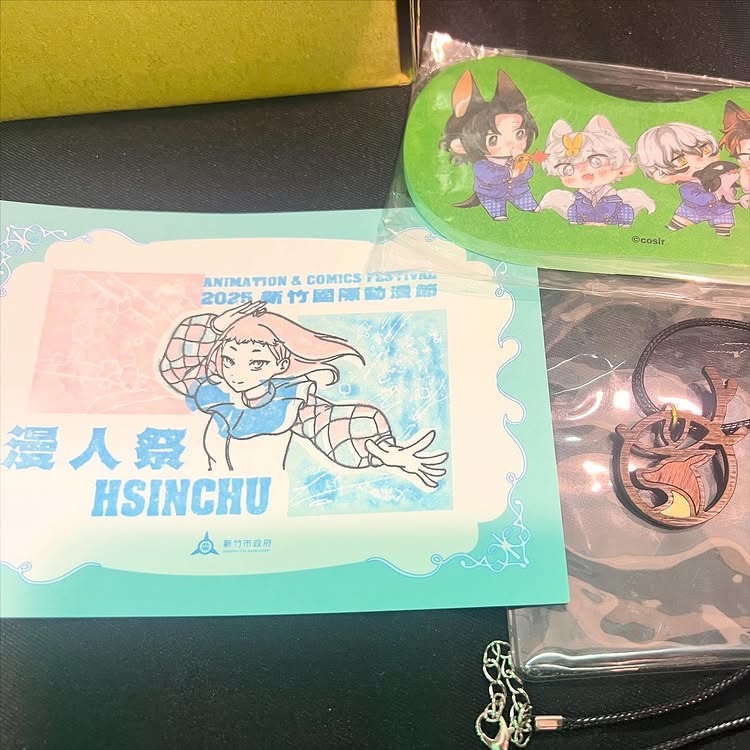 ANIMATION & COMICS FESTIVAL
2025 新竹國際動漫節
漫人祭
HSINCHU
新竹市政府
©cosir